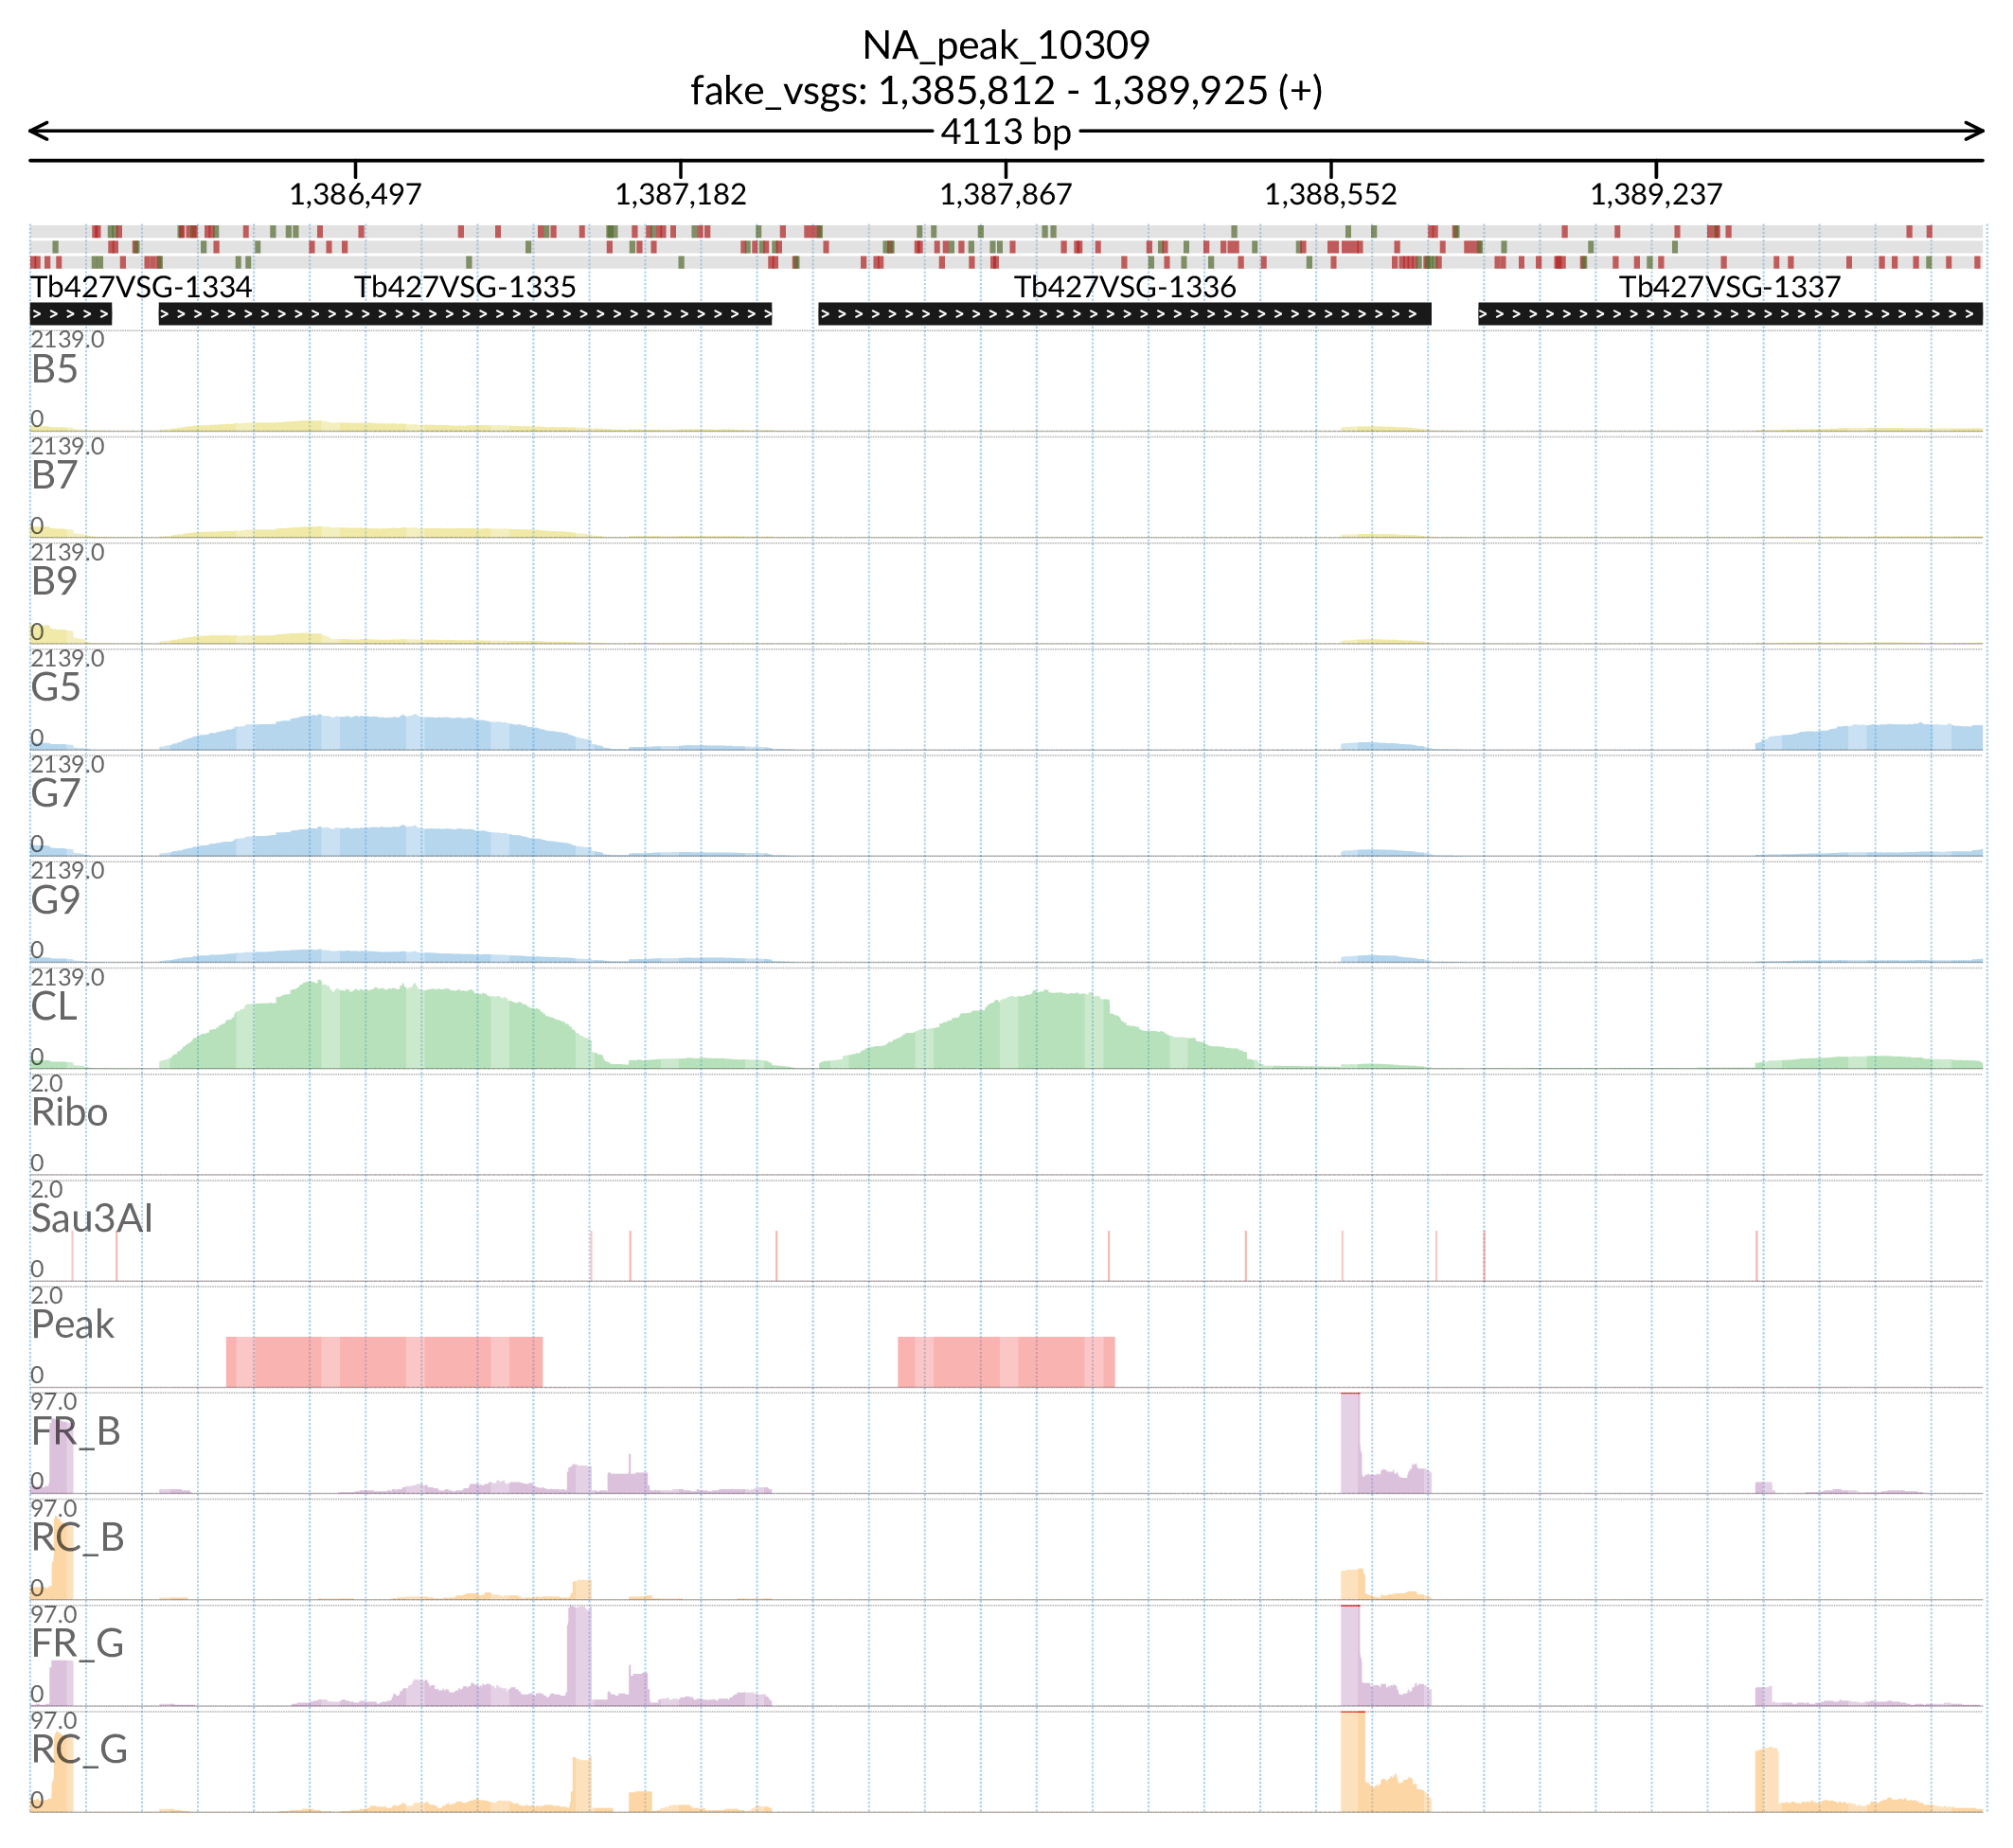 NA_peak_10309
fake_vsgs: 1,385,812 - 1,389,925 (+)
4113 bp
1,386,497 1,387,182 1,387,867 1,388,552 1,389,237
Tb427VSG-1334 Tb427VSG-1335 Tb427VSG-1336 Tb427VSG-1337
2139.0
B5
0
2139.0
B7
0
2139.0
B9
0
2139.0
G5
0
2139.0
G7
0
2139.0
G9
0
2139.0
CL
0
2.0
Ribo
0
2.0
Sau3AI
0
2.0
Peak
0
97.0
FR_B
0
97.0
RC_B
0
97.0
FR_G
0
97.0
RC_G
0